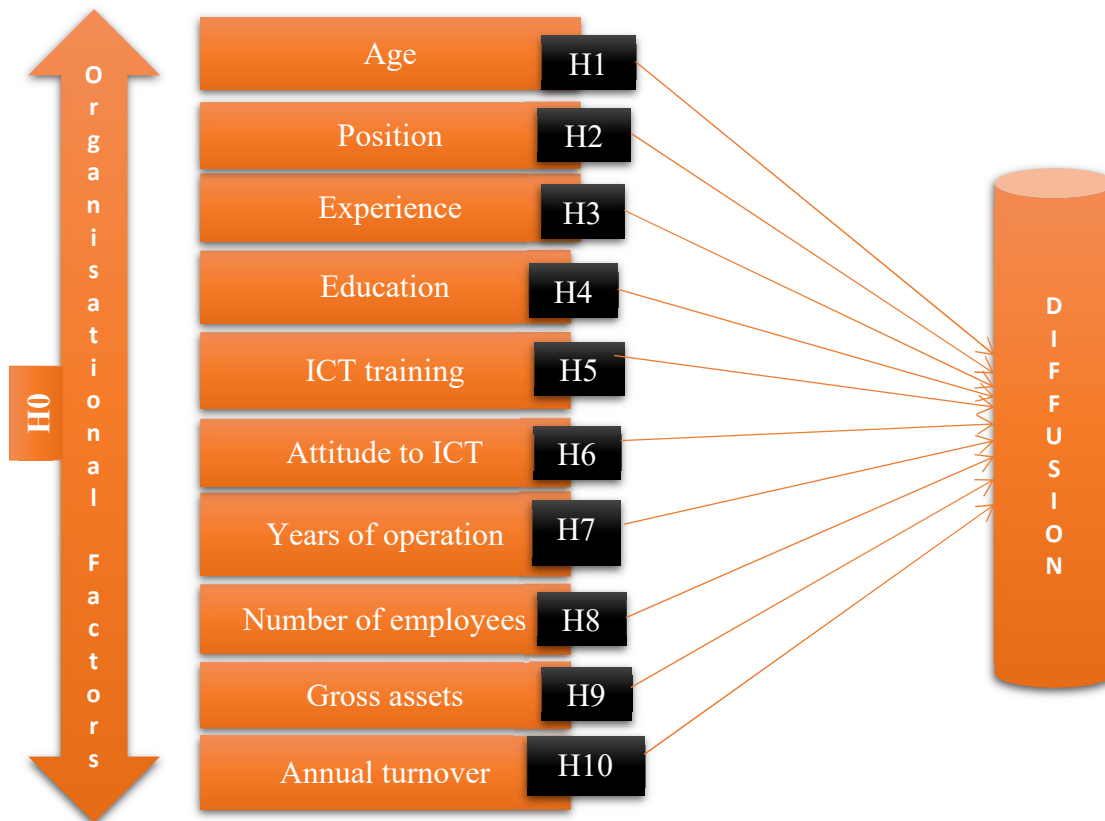 H0
Organisational Factors
Age
H1
Position
H2
Experience
H3
Education
H4
ICT training
H5
Attitude to ICT
H6
Years of operation
H7
Number of employees
H8
Gross assets
H9
Annual turnover
H10
DIFFUSION